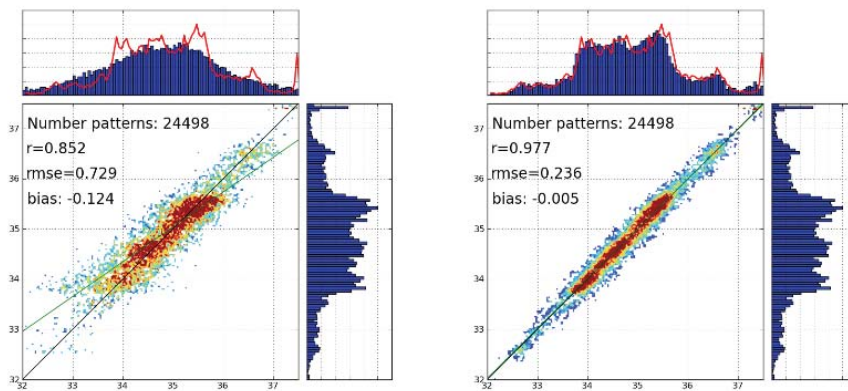 37
36
35
34
33
32
Number patterns: 24498
r=0.852
rmse=0.729
bias: -0.124
32 33 34 35 36 37
37
36
35
34
33
32
Number patterns: 24498
r=0.977
rmse=0.236
bias: -0.005
32 33 34 35 36 37